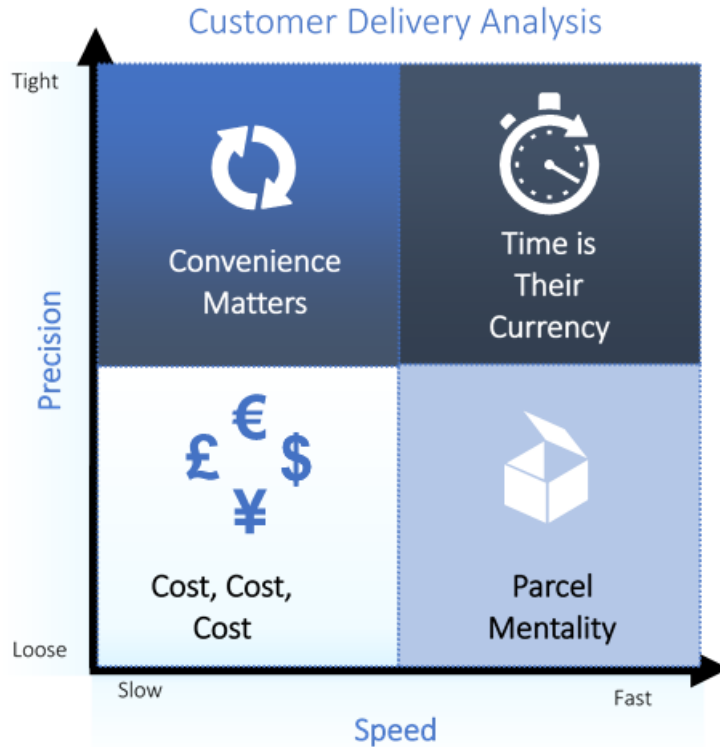 Customer Delivery Analysis
Tight
Convenience
Matters
Time is
Their
Currency
Precision
£ € $ ¥
Cost, Cost,
Cost
Parcel
Mentality
Loose
Slow
Fast
Speed